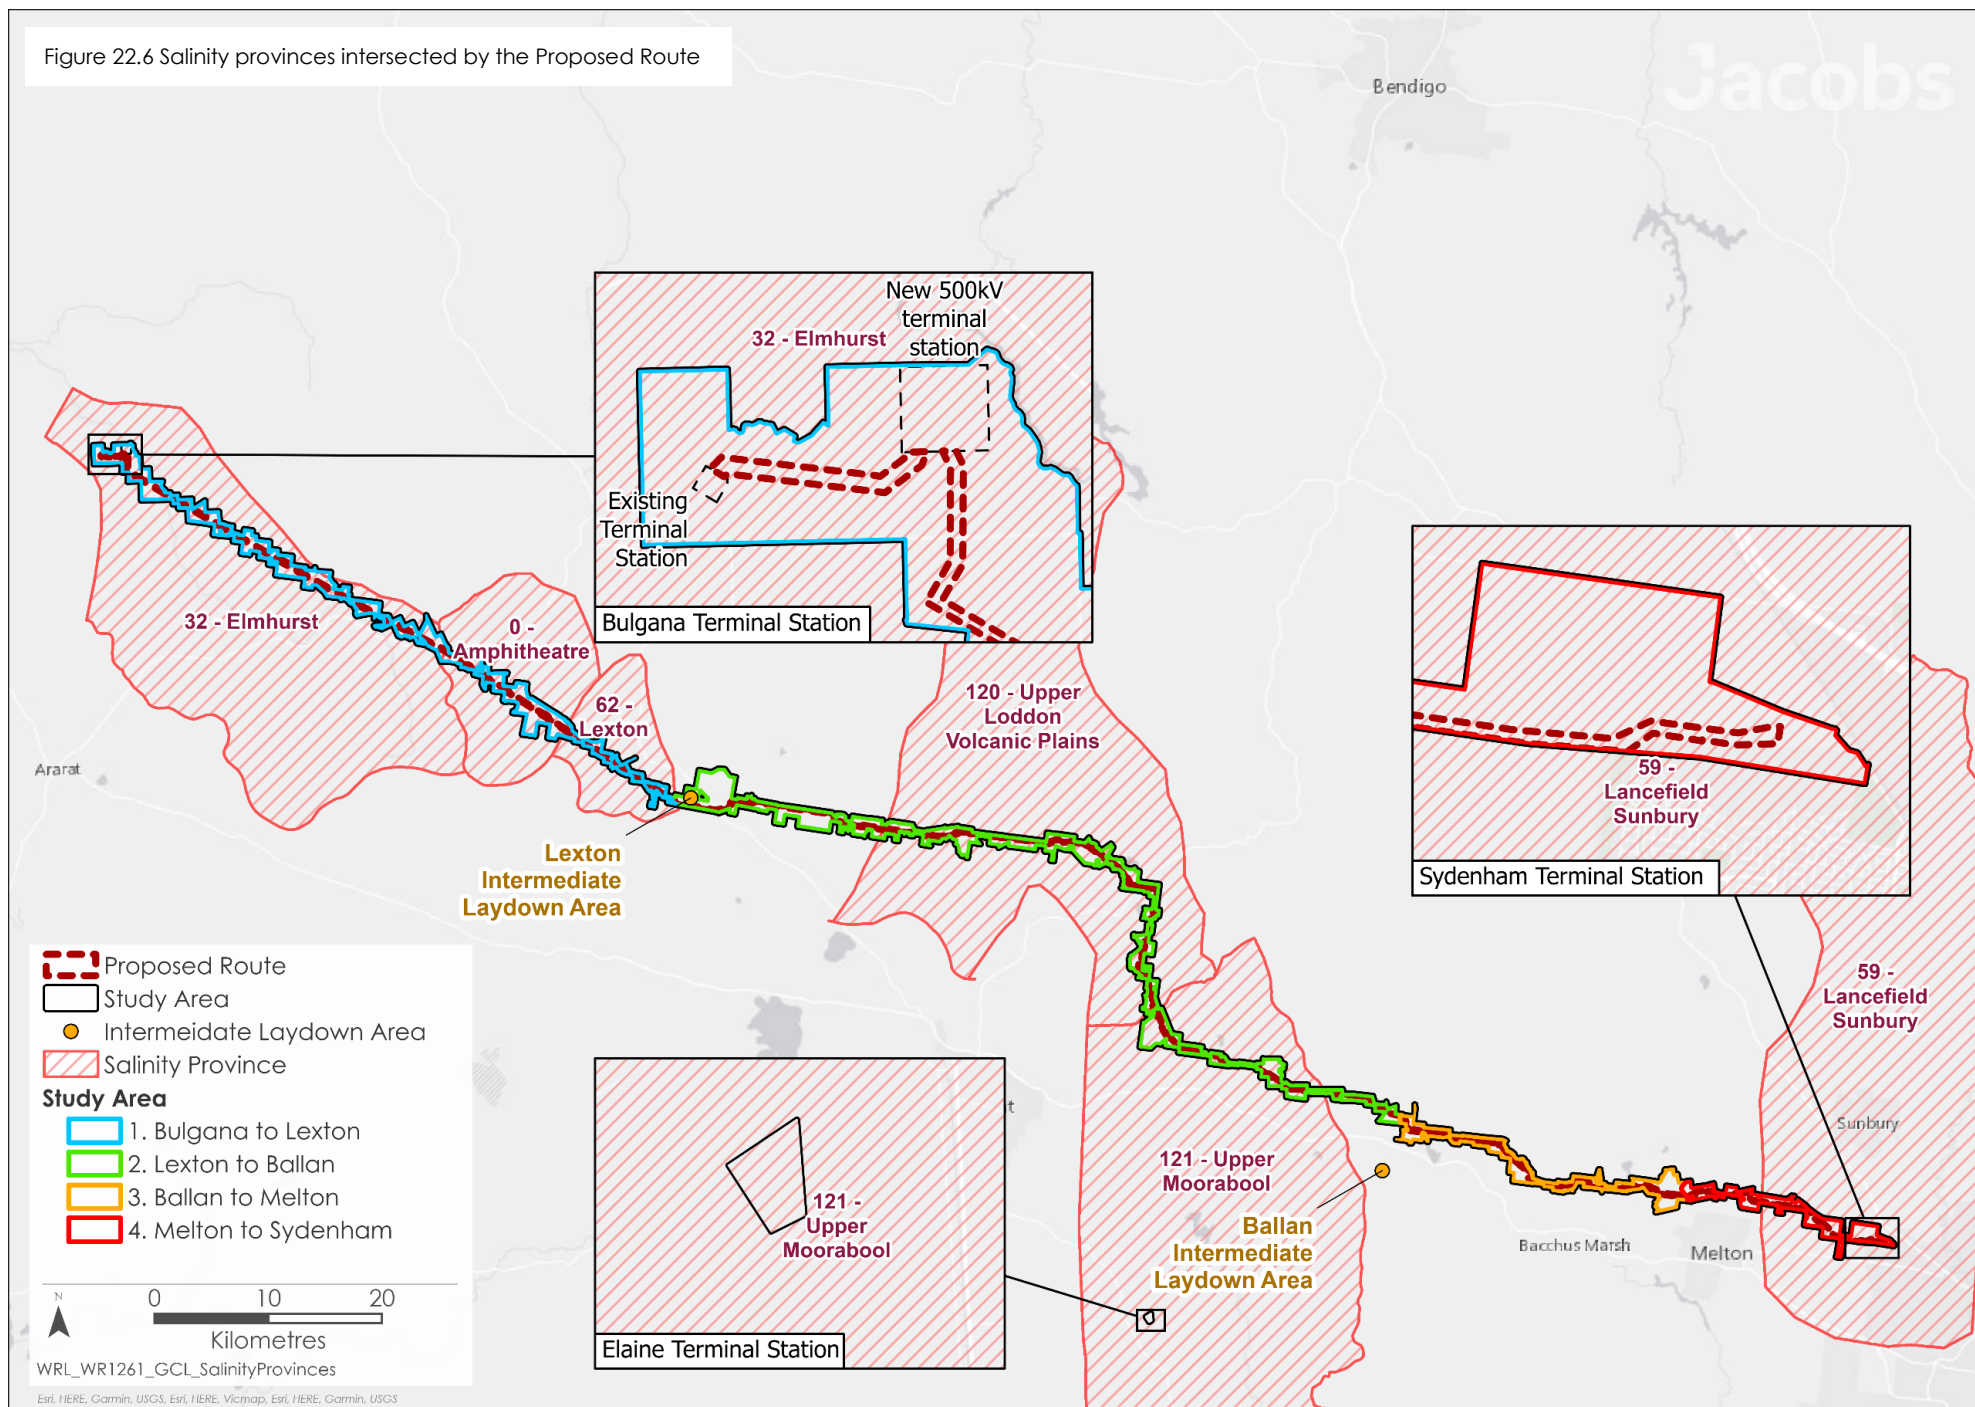 Figure 22.6 Salinity provinces intersected by the Proposed Route
Jacobs
Bendigo
New 500kV
terminal
station
32 - Elmhurst
Existing
Terminal
Station
Bulgana Terminal Station
32 - Elmhurst
0 -
Amphitheatre
62 -
Lexton
120 - Upper
Loddon
Volcanic Plains
59 -
Lancefield
Sunbury
Sydenham Terminal Station
Ararat
Lexton
Intermediate
Laydown Area
59 -
Lancefield
Sunbury
Proposed Route
Study Area
Intermeidate Laydown Area
Salinity Province
Study Area
1. Bulgana to Lexton
2. Lexton to Ballan
3. Ballan to Melton
4. Melton to Sydenham
N
0 10 20
Kilometres
WRL_WR1261_GCL_SalinityProvinces
Esri, HERE, Garmin, USGS, Esri, HERE, Vicmap, Esri, HERE, Garmin, USGS
t
121 -
Upper
Moorabool
Elaine Terminal Station
121 - Upper
Moorabool
Ballan
Intermediate
Laydown Area
Sunbury
Bacchus Marsh
Melton